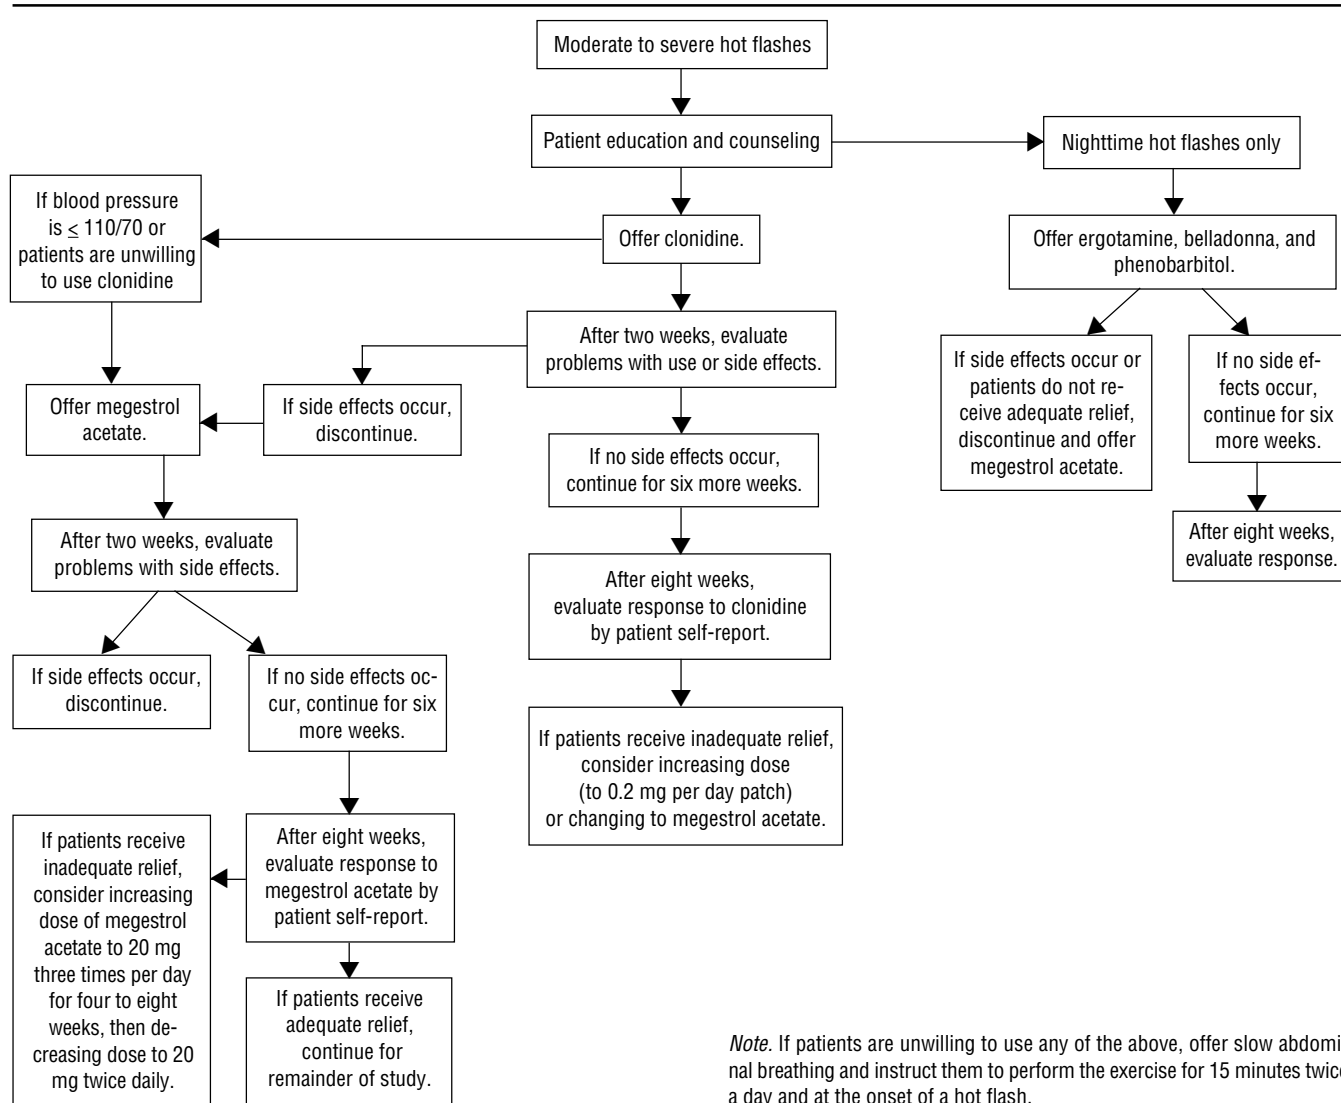 Moderate to severe hot flashes
Patient education and counseling
Nighttime hot flashes only
If blood pressure
is ≤ 110/70 or
patients are unwilling
to use clonidine
Offer clonidine.
Offer ergotamine, belladonna, and
phenobarbitol.
After two weeks, evaluate
problems with use or side effects.
If side effects occur or
patients do not re-
ceive adequate relief,
discontinue and offer
megestrol acetate.
If no side ef-
fects occur,
continue for six
more weeks.
Offer megestrol
acetate.
If side effects occur,
discontinue.
If no side effects occur,
continue for six more weeks.
After eight weeks,
evaluate response.
After two weeks, evaluate
problems with side effects.
After eight weeks,
evaluate response to clonidine
by patient self-report.
If side effects occur,
discontinue.
If no side effects oc-
cur, continue for six
more weeks.
If patients receive inadequate relief,
consider increasing dose
(to 0.2 mg per day patch)
or changing to megestrol acetate.
If patients receive
inadequate relief,
consider increasing
dose of megestrol
acetate to 20 mg
three times per day
for four to eight
weeks, then de-
creasing dose to 20
mg twice daily.
After eight weeks,
evaluate response to
megestrol acetate by
patient self-report.
If patients receive
adequate relief,
continue for
remainder of study.
Note. If patients are unwilling to use any of the above, offer slow abdomi-
nal breathing and instruct them to perform the exercise for 15 minutes twice
a day and at the onset of a hot flash.